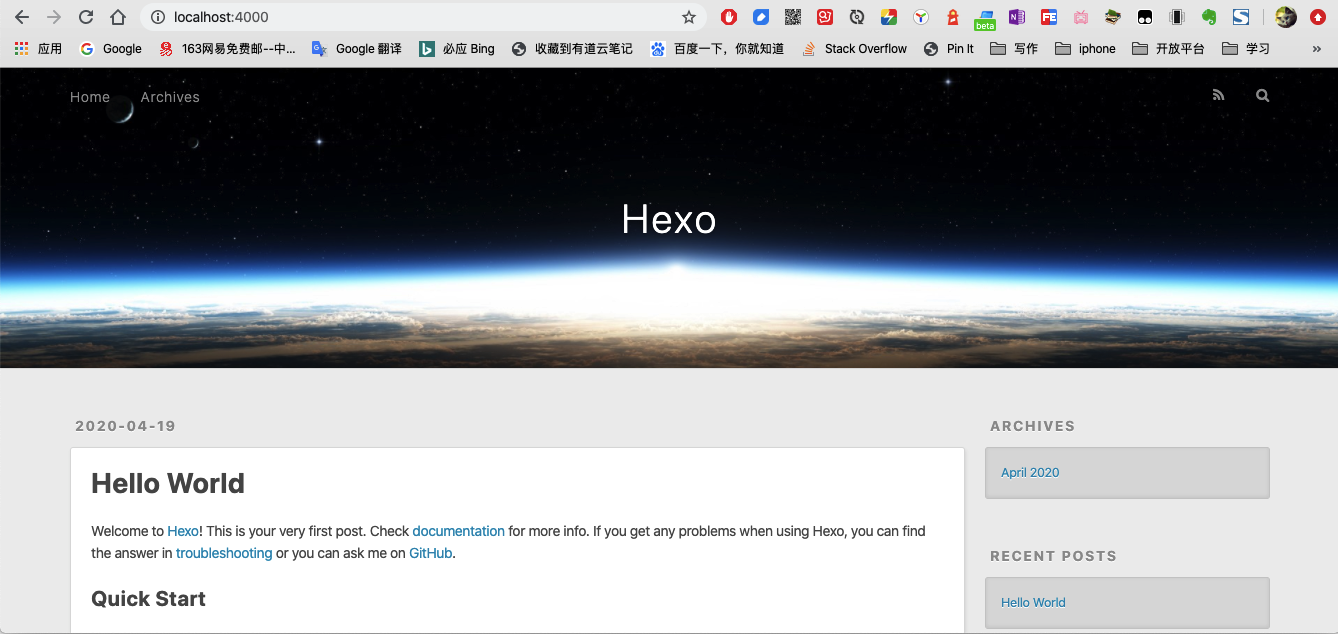 localhost:4000
beta
应用 Google 163网易免费邮--中... Google 翻译 必应 Bing 收藏到有道云笔记 百度一下，你就知道 Stack Overflow Pin It 写作 iphone 开放平台 学习 »
Home Archives
Hexo
2020-04-19
Hello World
Welcome to Hexo! This is your very first post. Check documentation for more info. If you get any problems when using Hexo, you can find
the answer in troubleshooting or you can ask me on GitHub.
Quick Start
ARCHIVES
April 2020
RECENT POSTS
Hello World